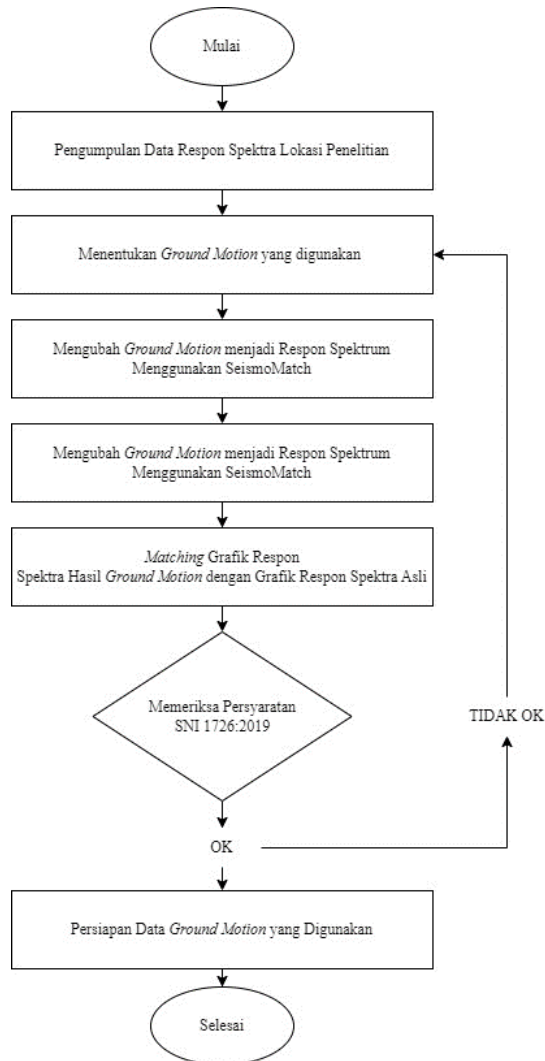 Mulai
Pengumpulan Data Respon Spektra Lokasi Penelitian
Menentukan Ground Motion yang digunakan
Mengubah Ground Motion menjadi Respon Spektrum
Menggunakan SeismoMatch
Mengubah Ground Motion menjadi Respon Spektrum
Menggunakan SeismoMatch
Matching Grafik Respon
Spektra Hasil Ground Motion dengan Grafik Respon Spektra Asli
Memeriksa Persyaratan
SNI 1726:2019
TIDAK OK
OK
Persiapan Data Ground Motion yang Digunakan
Selesai